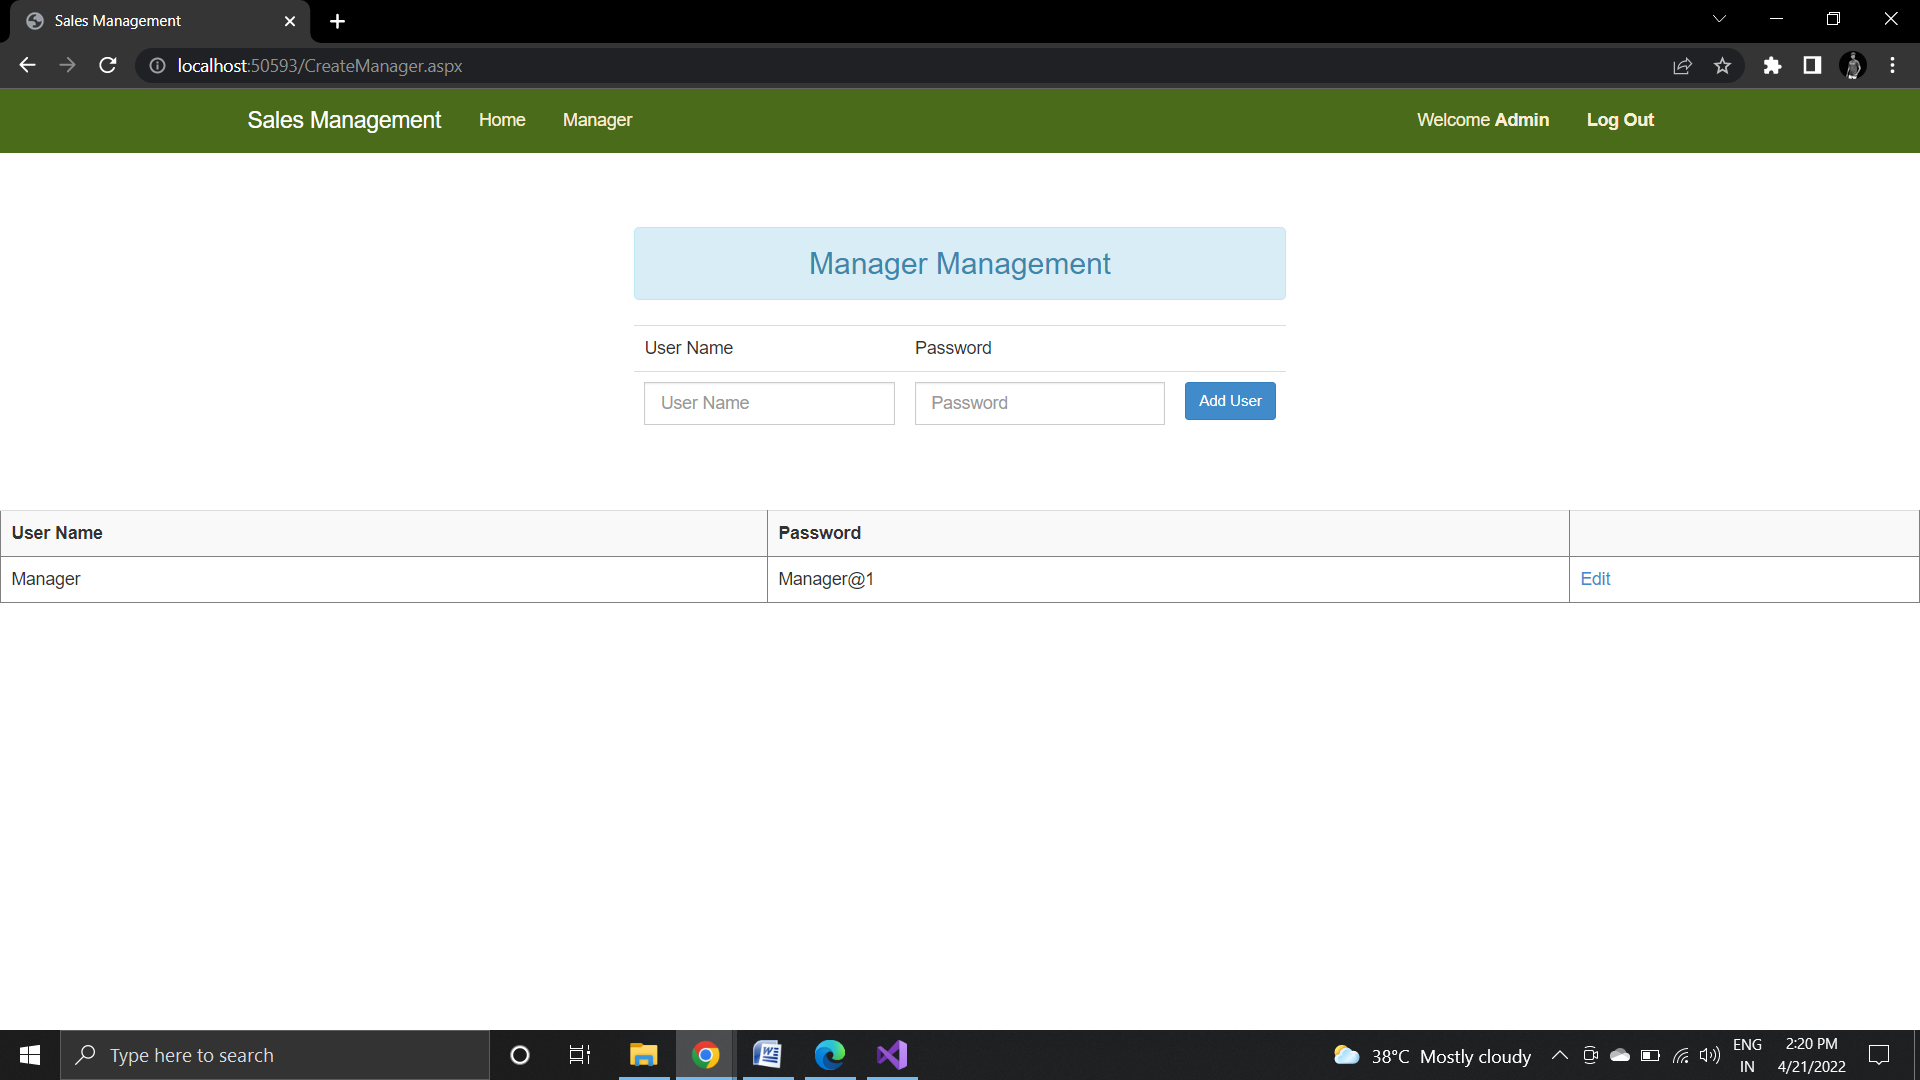 Sales Management
localhost:50593/CreateManager.aspx
Sales Management Home Manager Welcome Admin Log Out
Manager Management
User Name Password
User Name Password Add User
User Name Password
Manager Manager@1 Edit
Type here to search 38°C Mostly cloudy ENG IN 2:20 PM 4/21/2022